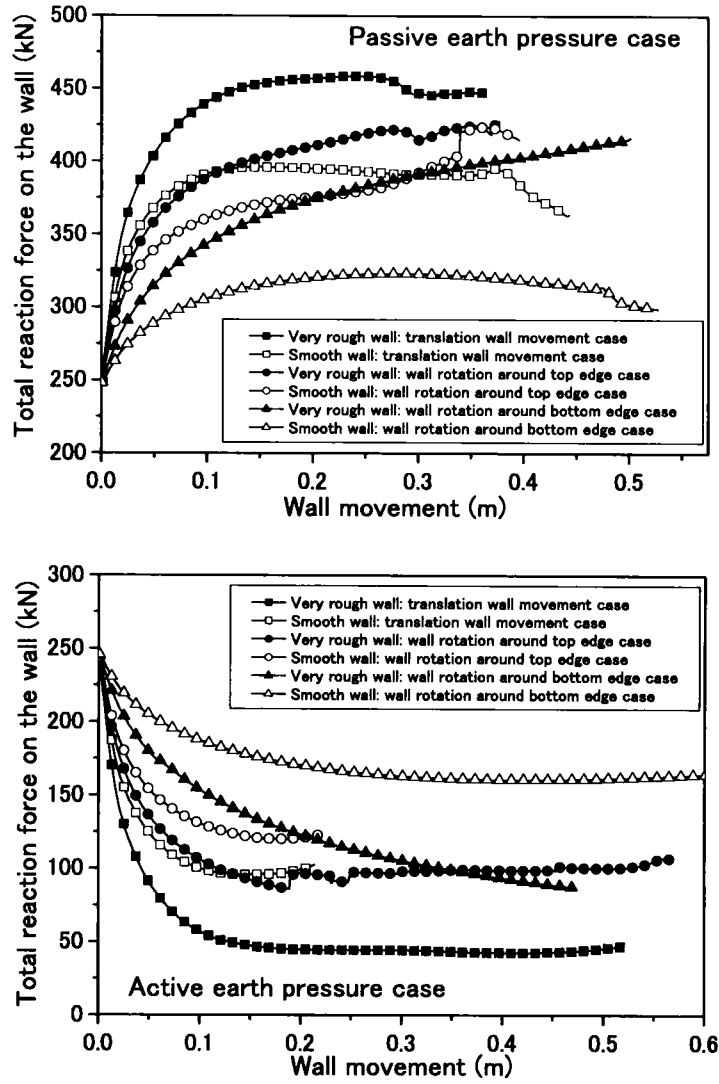 Passive earth pressure case
Total reaction force on the wall (kN)
500
450
400
350
300
250
200
Very rough wall: translation wall movement case
Smooth wall: translation wall movement case
Very rough wall: wall rotation around top edge case
Smooth wall: wall rotation around top edge case
Very rough wall: wall rotation around bottom edge case
Smooth wall: wall rotation around bottom edge case
0.0 0.1 0.2 0.3 0.4 0.5
Wall movement (m)
Total reaction force on the wall (kN)
300
250
200
150
100
50
0
Very rough wall: translation wall movement case
Smooth wall: translation wall movement case
Very rough wall: wall rotation around top edge case
Smooth wall: wall rotation around top edge case
Very rough wall: wall rotation around bottom edge case
Smooth wall: wall rotation around bottom edge case
Active earth pressure case
0.0 0.1 0.2 0.3 0.4 0.5 0.6
Wall movement (m)